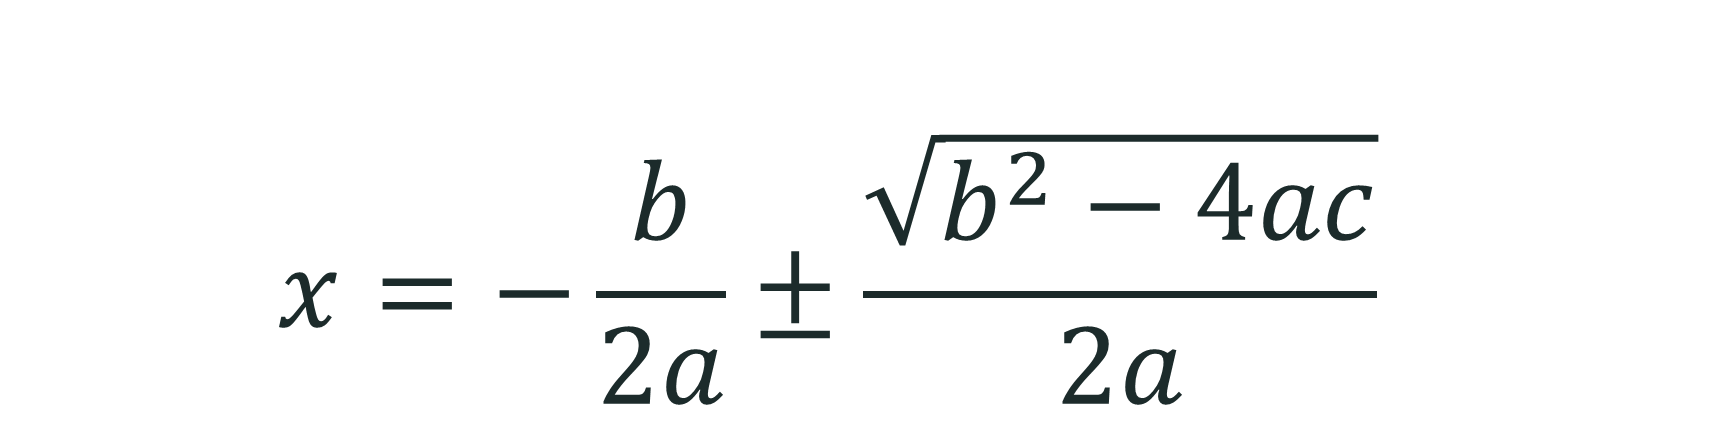 x = − b/2a ± √(b² − 4ac)/2a